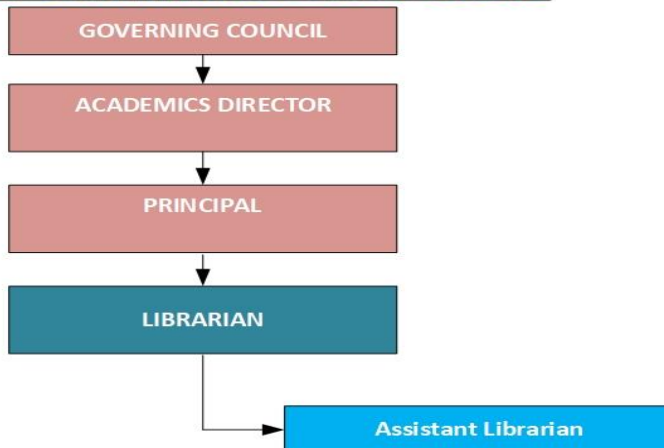 GOVERNING COUNCIL
ACADEMICS DIRECTOR
PRINCIPAL
LIBRARIAN
Assistant Librarian